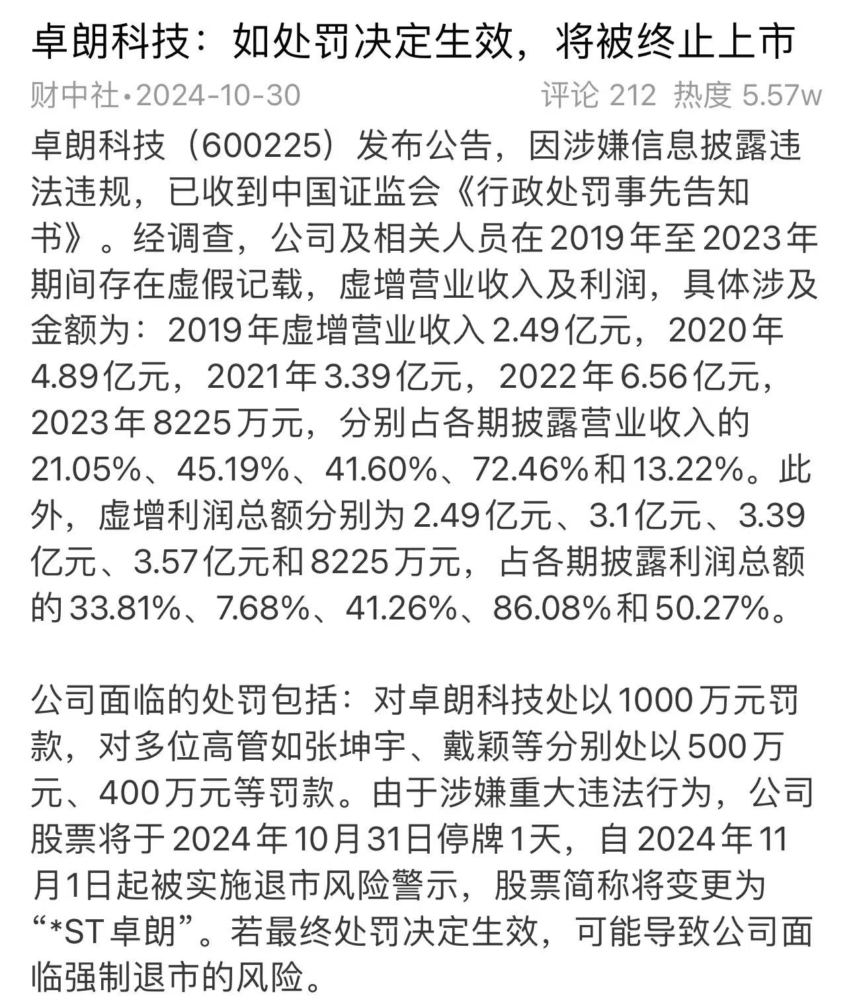 卓朗科技：如处罚决定生效，将被终止上市
财中社•2024-10-30 评论 212 热度 5.57w
卓朗科技（600225）发布公告，因涉嫌信息披露违
法违规，已收到中国证监会《行政处罚事先告知
书》。经调查，公司及相关人员在2019年至2023年
期间存在虚假记载，虚增营业收入及利润，具体涉及
金额为：2019年虚增营业收入2.49亿元，2020年
4.89亿元，2021年3.39亿元，2022年6.56亿元，
2023年8225万元，分别占各期披露营业收入的
21.05%、45.19%、41.60%、72.46%和13.22%。此
外，虚增利润总额分别为2.49亿元、3.1亿元、3.39
亿元、3.57亿元和8225万元，占各期披露利润总额
的33.81%、7.68%、41.26%、86.08%和50.27%。
公司面临的处罚包括：对卓朗科技处以1000万元罚
款，对多位高管如张坤宇、戴颖等分别处以500万
元、400万元等罚款。由于涉嫌重大违法行为，公司
股票将于2024年10月31日停牌1天，自2024年11
月1日起被实施退市风险警示，股票简称将变更为
“*ST卓朗”。若最终处罚决定生效，可能导致公司面
临强制退市的风险。